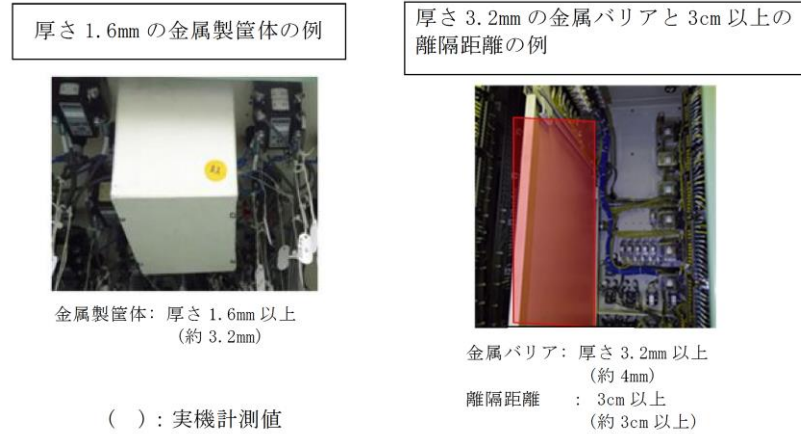 厚さ 1.6mm の金属製筐体の例
金属製筐体: 厚さ 1.6mm 以上
(約 3.2mm)
厚さ 3.2mm の金属バリアと 3cm 以上の
離隔距離の例
金属バリア: 厚さ 3.2mm 以上
(約 4mm)
離隔距離 : 3cm 以上
(約 3cm 以上)
( ) : 実機計測値